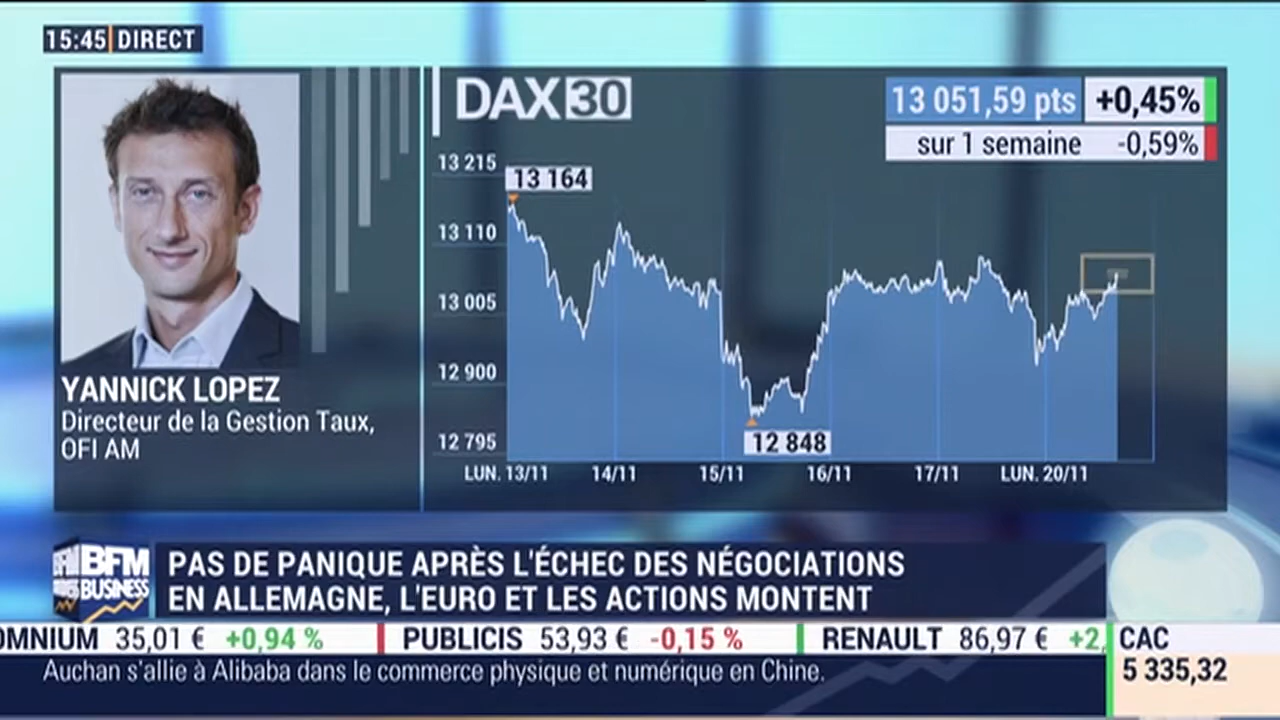 15:45 DIRECT
DAX 30
13 051,59 pts +0,45%
sur 1 semaine -0,59%
13 215
13 164
13 110
13 005
12 900
12 795
12 848
LUN. 13/11 14/11 15/11 16/11 17/11 LUN. 20/11
YANNICK LOPEZ
Directeur de la Gestion Taux,
OFI AM
BFM
BUSINESS
PAS DE PANIQUE APRÈS L'ÉCHEC DES NÉGOCIATIONS
EN ALLEMAGNE, L'EURO ET LES ACTIONS MONTENT
OMNIUM 35,01 € +0,94 % PUBLICIS 53,93 € -0,15 % RENAULT 86,97 € +2,
CAC
5 335,32
Auchan s'allie à Alibaba dans le commerce physique et numérique en Chine.